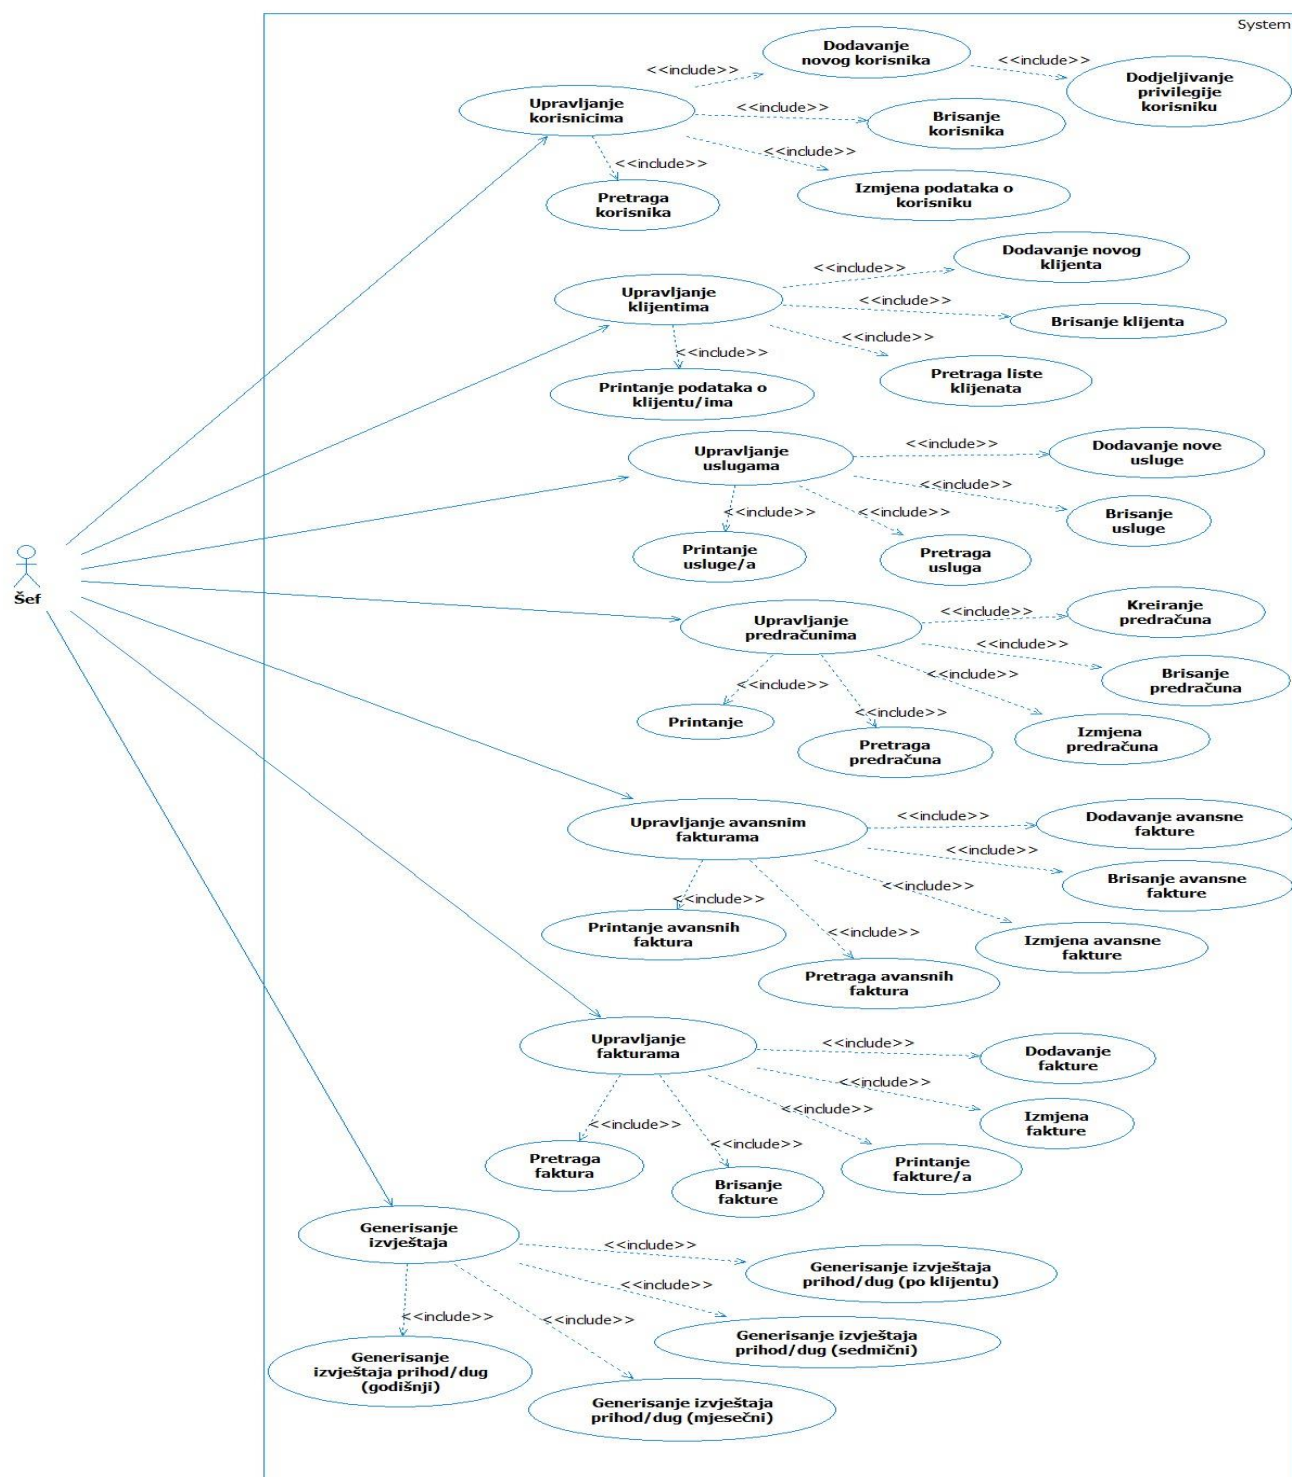 System
Dodavanje
novog korisnika
<<include>>
<<include>>
Dodjeljivanje
privilegije
korisniku
Upravljanje
korisnicima
<<include>>
Brisanje
korisnika
<<include>>
<<include>>
Pretraga
korisnika
Izmjena podataka o
korisniku
Dodavanje novog
klijenta
<<include>>
Upravljanje
klijentima
<<include>>
Brisanje klijenta
<<include>>
<<include>>
Pretraga liste
klijenata
Printanje podataka o
klijentu/ima
Upravljanje
uslugama
<<include>>
Dodavanje nove
usluge
<<include>>
Brisanje
usluge
<<include>>
<<include>>
Printanje
usluge/a
Pretraga
usluga
Šef
Upravljanje
predračunima
<<include>>
Kreiranje
predračuna
<<include>>
Brisanje
predračuna
<<include>>
<<include>>
<<include>>
Printanje
Pretraga
predračuna
Izmjena
predračuna
Upravljanje avansnim
fakturama
<<include>>
Dodavanje avansne
fakture
<<include>>
Brisanje avansne
fakture
<<include>>
<<include>>
<<include>>
Printanje avansnih
faktura
Izmjena avansne
fakture
Pretraga avansnih
faktura
Upravljanje
fakturama
<<include>>
Dodavanje
fakture
<<include>>
Izmjena
fakture
<<include>>
<<include>>
<<include>>
Pretraga
faktura
Brisanje
fakture
Printanje
fakture/a
Generisanje
izvještaja
<<include>>
Generisanje izvještaja
prihod/dug (po klijentu)
<<include>>
<<include>>
<<include>>
Generisanje izvještaja
prihod/dug (sedmični)
Generisanje
izvještaja prihod/dug
(godišnji)
Generisanje izvještaja
prihod/dug (mjesečni)